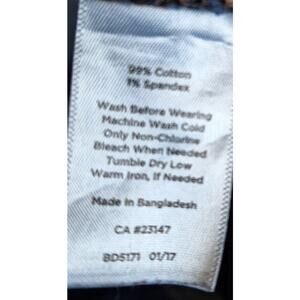 99% Cotton
1% Spandex
Wash Before Wearing
Machine Wash Cold
Only Non-Chlorine
Bleach When Needed
Tumble Dry Low
Warm Iron, If Needed
Made In Bangladesh
CA #23147
BD5171 01/17